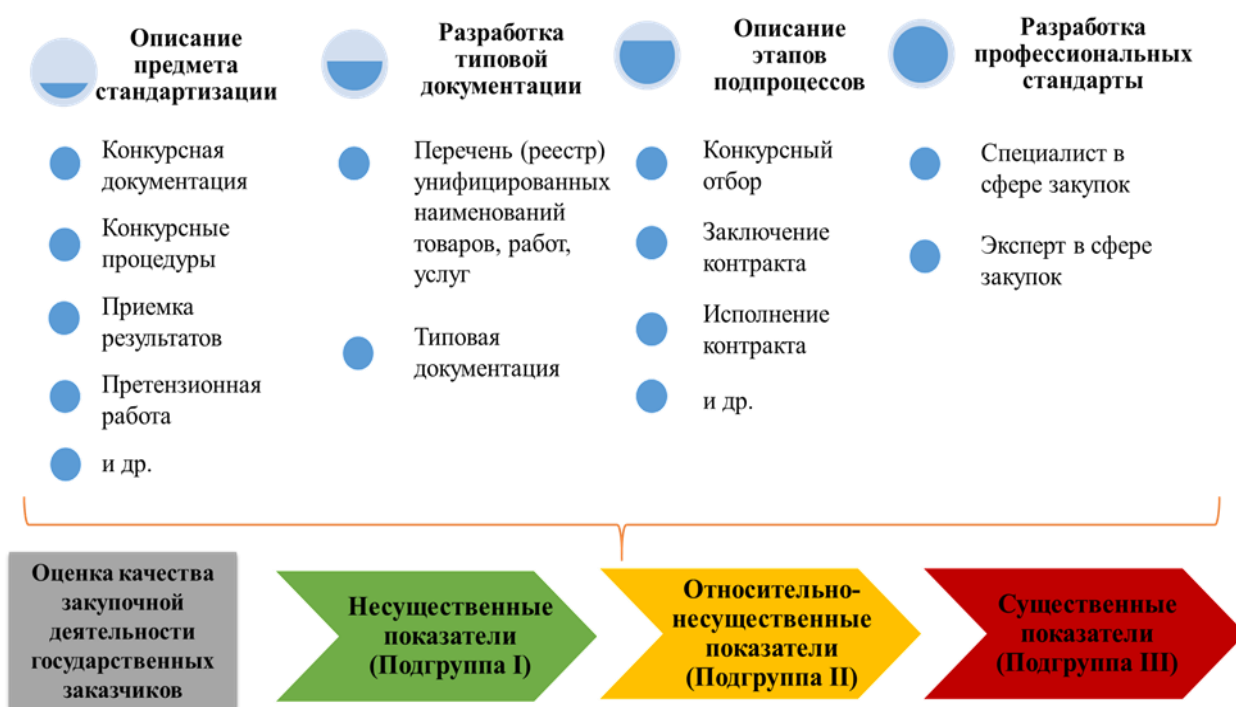 Описание
предмета
стандартизации
Конкурсная
документация
Конкурсные
процедуры
Приемка
результатов
Претензионная
работа
и др.
Разработка
типовой
документации
Перечень (реестр)
унифицированных
наименований
товаров, работ,
услуг
Типовая
документация
Описание
этапов
подпроцессов
Конкурсный
отбор
Заключение
контракта
Исполнение
контракта
и др.
Разработка
профессиональных
стандарты
Специалист в
сфере закупок
Эксперт в сфере
закупок
Оценка качества
закупочной
деятельности
государственных
заказчиков
Несущественные
показатели
(Подгруппа I)
Относительно-
несущественные
показатели
(Подгруппа II)
Существенные
показатели
(Подгруппа III)